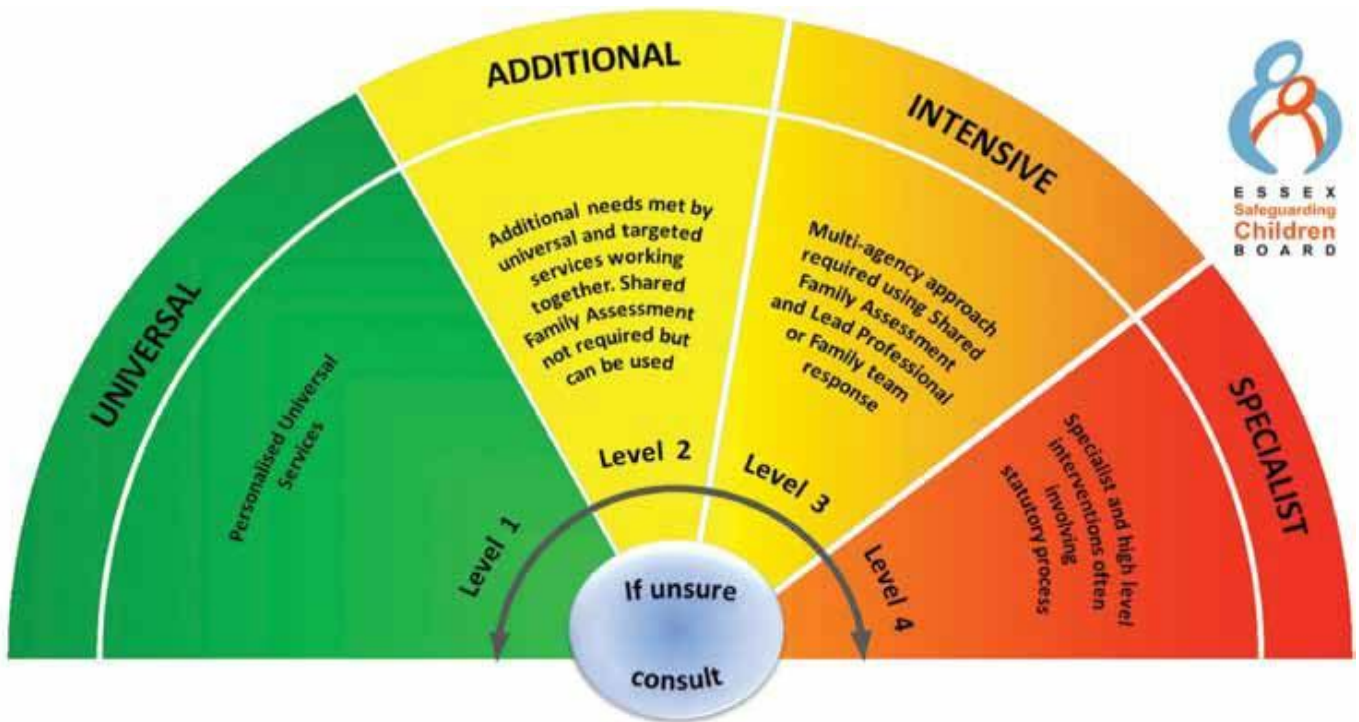 UNIVERSAL
Personalised Universal
Services
Level 1
ADDITIONAL
Additional needs met by
universal and targeted
services working
together. Shared
Family Assessment
not required but
can be used
Level 2
INTENSIVE
Multi-agency approach
required using Shared
Family Assessment
and Lead Professional
or Family team
response
Level 3
SPECIALIST
Specialist and high level
interventions often
involving
statutory process
Level 4
If unsure
consult
ESSEX
Safeguarding
Children
BOARD